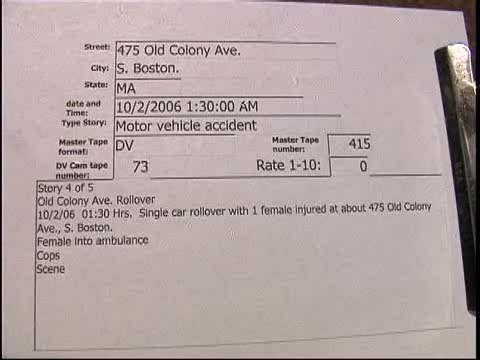 Street: 475 Old Colony Ave.
City: S. Boston.
State: MA
date and Time: 10/2/2006 1:30:00 AM
Type Story: Motor vehicle accident
Master Tape format: DV Master Tape number: 415
DV Cam tape number: 73 Rate 1-10: 0
Story 4 of 5
Old Colony Ave. Rollover
10/2/06 01:30 Hrs. Single car rollover with 1 female injured at about 475 Old Colony
Ave., S. Boston.
Female into ambulance
Cops
Scene